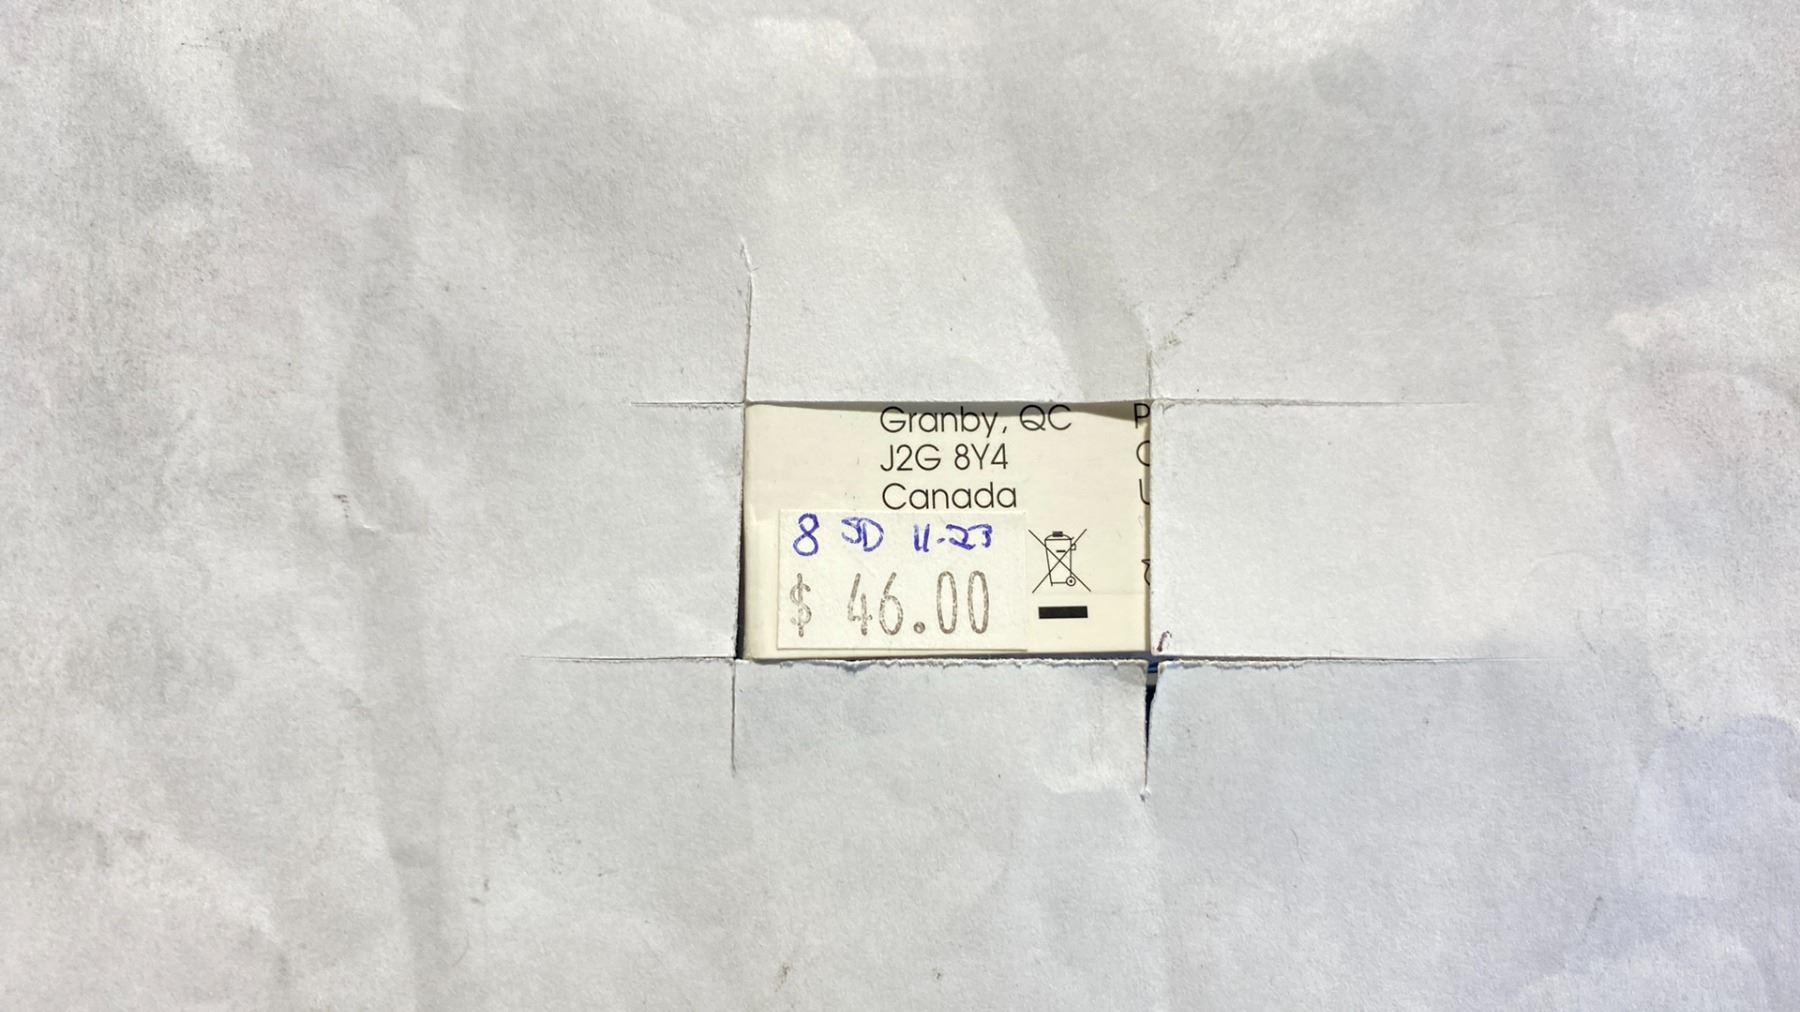 Granby, QC
J2G 8Y4
Canada
8 SD 11-23
$ 46.00